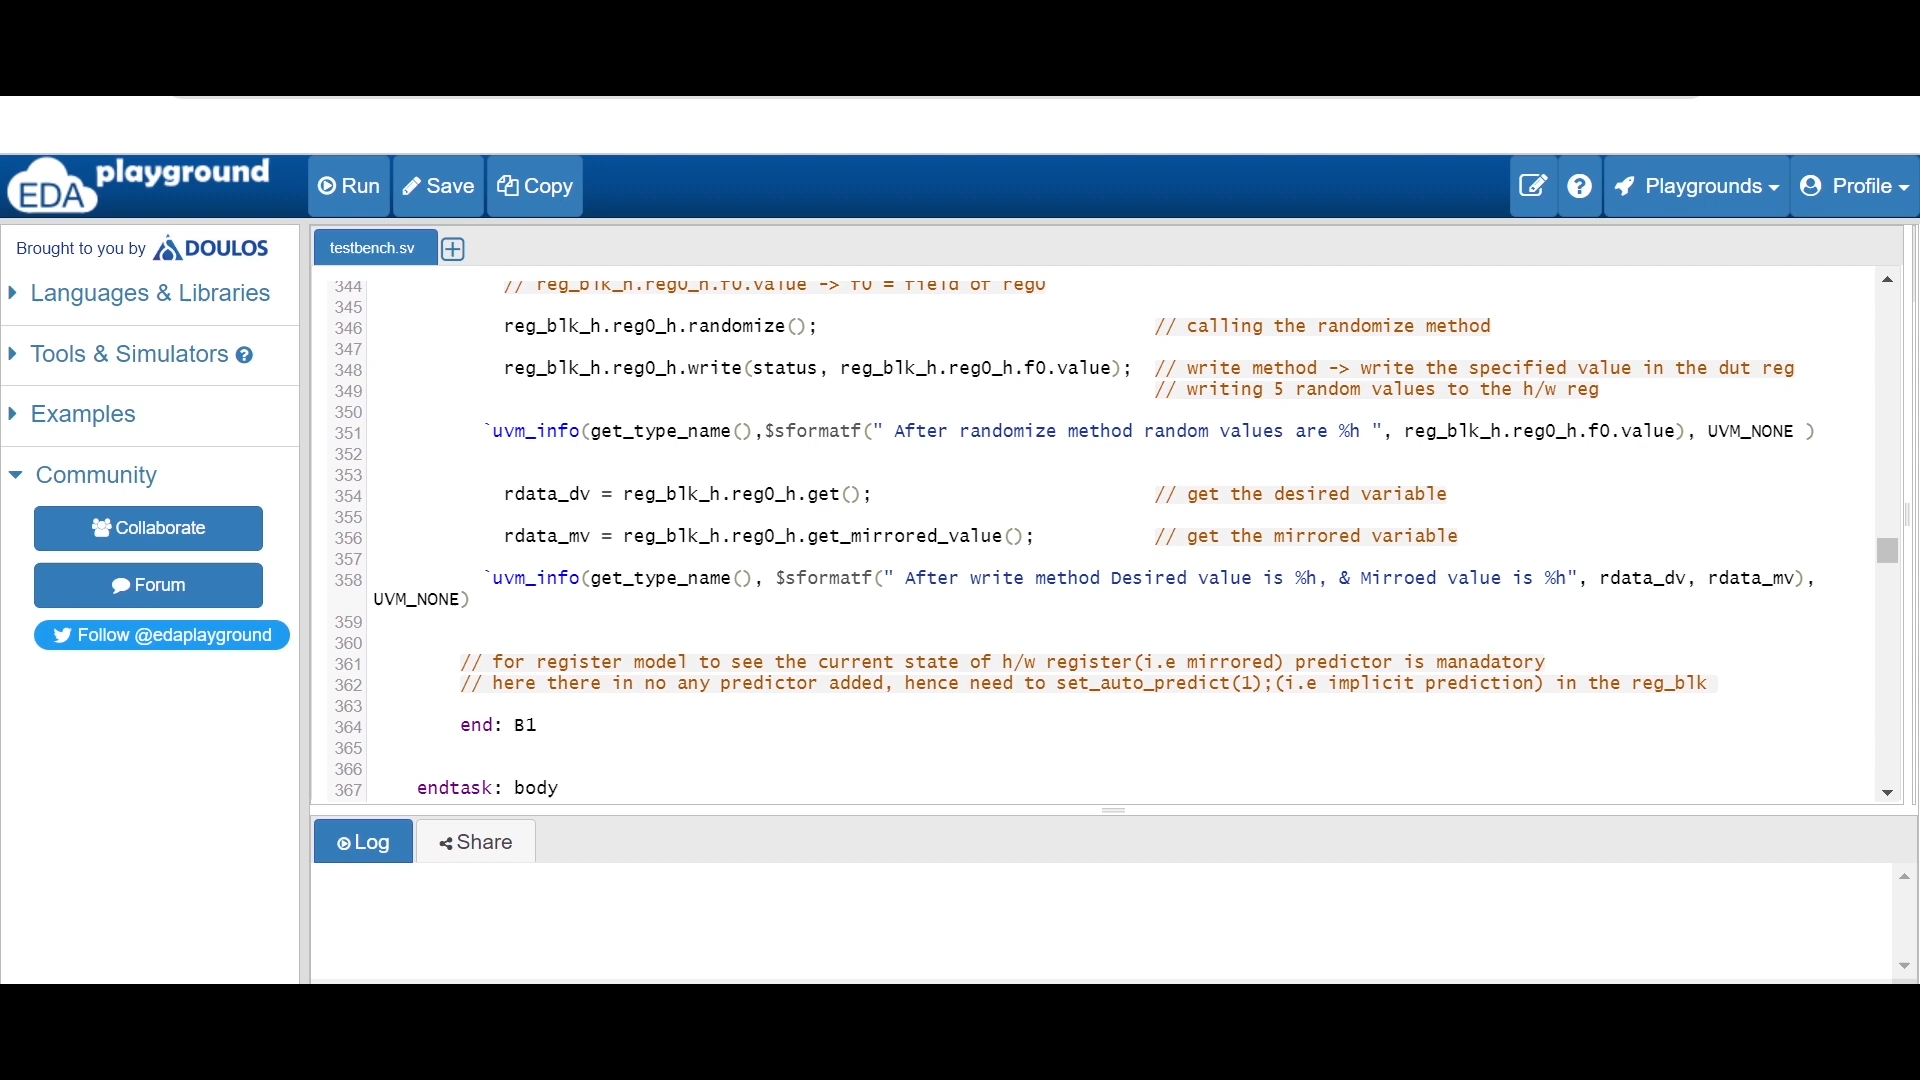 EDA playground
Run
Save
Copy
Playgrounds
Profile
Brought to you by DOULOS
Languages & Libraries
Tools & Simulators
Examples
Community
Collaborate
Forum
Follow @edaplayground
testbench.sv
344 // reg_blk_h.reg0_h.f0.value -> f0 = field of reg0
345
346 reg_blk_h.reg0_h.randomize(); // calling the randomize method
347
348 reg_blk_h.reg0_h.write(status, reg_blk_h.reg0_h.f0.value); // write method -> write the specified value in the dut reg
349 // writing 5 random values to the h/w reg
350
351 `uvm_info(get_type_name(),$sformatf(" After randomize method random values are %h ", reg_blk_h.reg0_h.f0.value), UVM_NONE )
352
353
354 rdata_dv = reg_blk_h.reg0_h.get(); // get the desired variable
355
356 rdata_mv = reg_blk_h.reg0_h.get_mirrored_value(); // get the mirrored variable
357
358 `uvm_info(get_type_name(), $sformatf(" After write method Desired value is %h, & Mirroed value is %h", rdata_dv, rdata_mv),
UVM_NONE)
359
360
361 // for register model to see the current state of h/w register(i.e mirrored) predictor is manadatory
362 // here there in no any predictor added, hence need to set_auto_predict(1);(i.e implicit prediction) in the reg_blk
363
364 end: B1
365
366
367 endtask: body
Log
Share